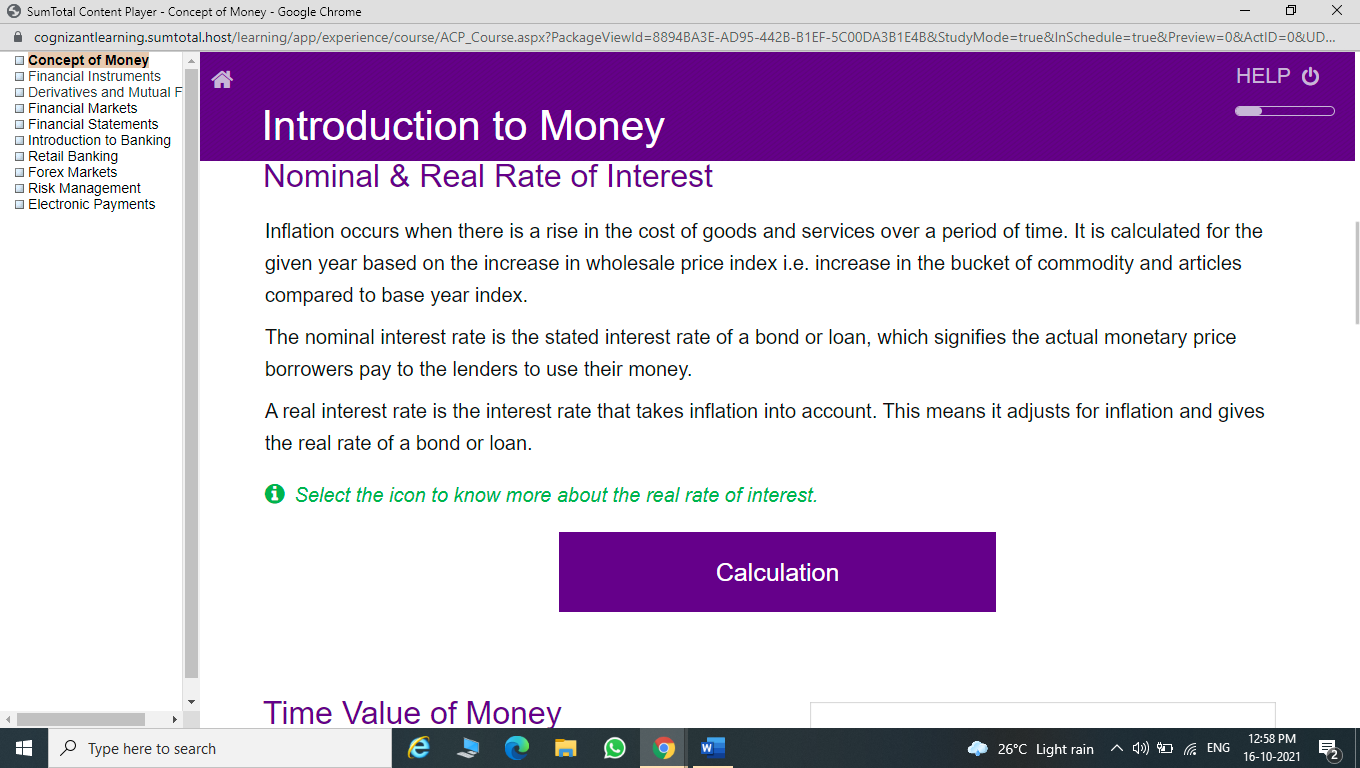 SumTotal Content Player - Concept of Money - Google Chrome
cognizantlearning.sumtotal.host/learning/app/experience/course/ACP_Course.aspx?PackageViewId=8894BA3E-AD95-442B-B1EF-5C00DA3B1E4B&StudyMode=true&InSchedule=true&Preview=0&ActID=0&UD...
Concept of Money
Financial Instruments
Derivatives and Mutual F
Financial Markets
Financial Statements
Introduction to Banking
Retail Banking
Forex Markets
Risk Management
Electronic Payments
HELP
Introduction to Money
Nominal & Real Rate of Interest
Inflation occurs when there is a rise in the cost of goods and services over a period of time. It is calculated for the
given year based on the increase in wholesale price index i.e. increase in the bucket of commodity and articles
compared to base year index.
The nominal interest rate is the stated interest rate of a bond or loan, which signifies the actual monetary price
borrowers pay to the lenders to use their money.
A real interest rate is the interest rate that takes inflation into account. This means it adjusts for inflation and gives
the real rate of a bond or loan.
Select the icon to know more about the real rate of interest.
Calculation
Time Value of Money
Type here to search
W
26°C Light rain
ENG
12:58 PM
16-10-2021
2